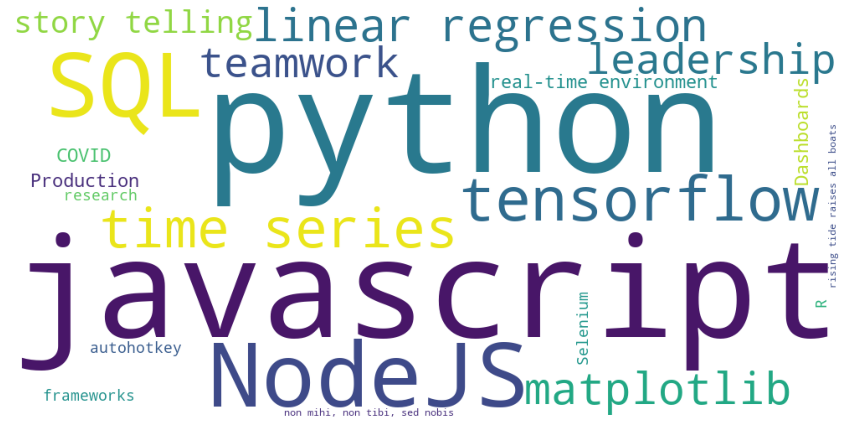 story telling
linear regression
SQL
teamwork
leadership
python
real-time environment
Dashboards
rising tide raises all boats
COVID
Production
research
tensorflow
time series
javascript
R
Selenium
autohotkey
NodeJS
matplotlib
frameworks
non mihi, non tibi, sed nobis